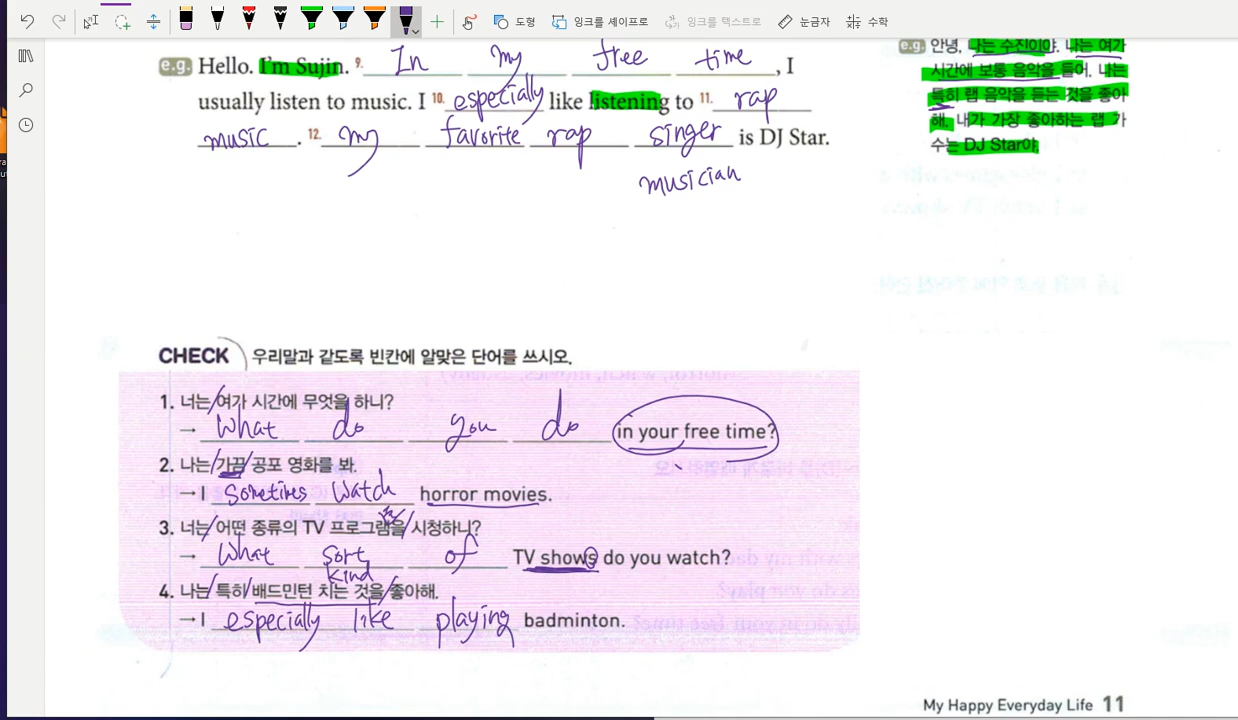 도형 잉크를 셰이프로 잉크를 텍스트로 눈금자 수학
e.g. Hello. I'm Sujin. 9. In my free time, I
usually listen to music. I 10. especially like listening to 11. rap
music. 12. my favorite rap singer is DJ Star.
musician
e.g. 안녕, 나는 수진이야. 나는 여가
시간에 보통 음악을 들어. 나는
특히 랩 음악을 듣는 것을 좋아
해. 내가 가장 좋아하는 랩 가
수는 DJ Star야.
CHECK 우리말과 같도록 빈칸에 알맞은 단어를 쓰시오.
1. 너는/여가 시간에 무엇을 하니?
→ What do you do in your free time?
2. 나는/가끔/공포 영화를 봐.
→ Sometimes watch horror movies.
3. 너는/어떤 종류의 TV 프로그램을/시청하니?
→ What sort of TV shows do you watch?
kind
4. 나는/특히/배드민턴 치는 것을/좋아해.
→ I especially like playing badminton.
My Happy Everyday Life 11